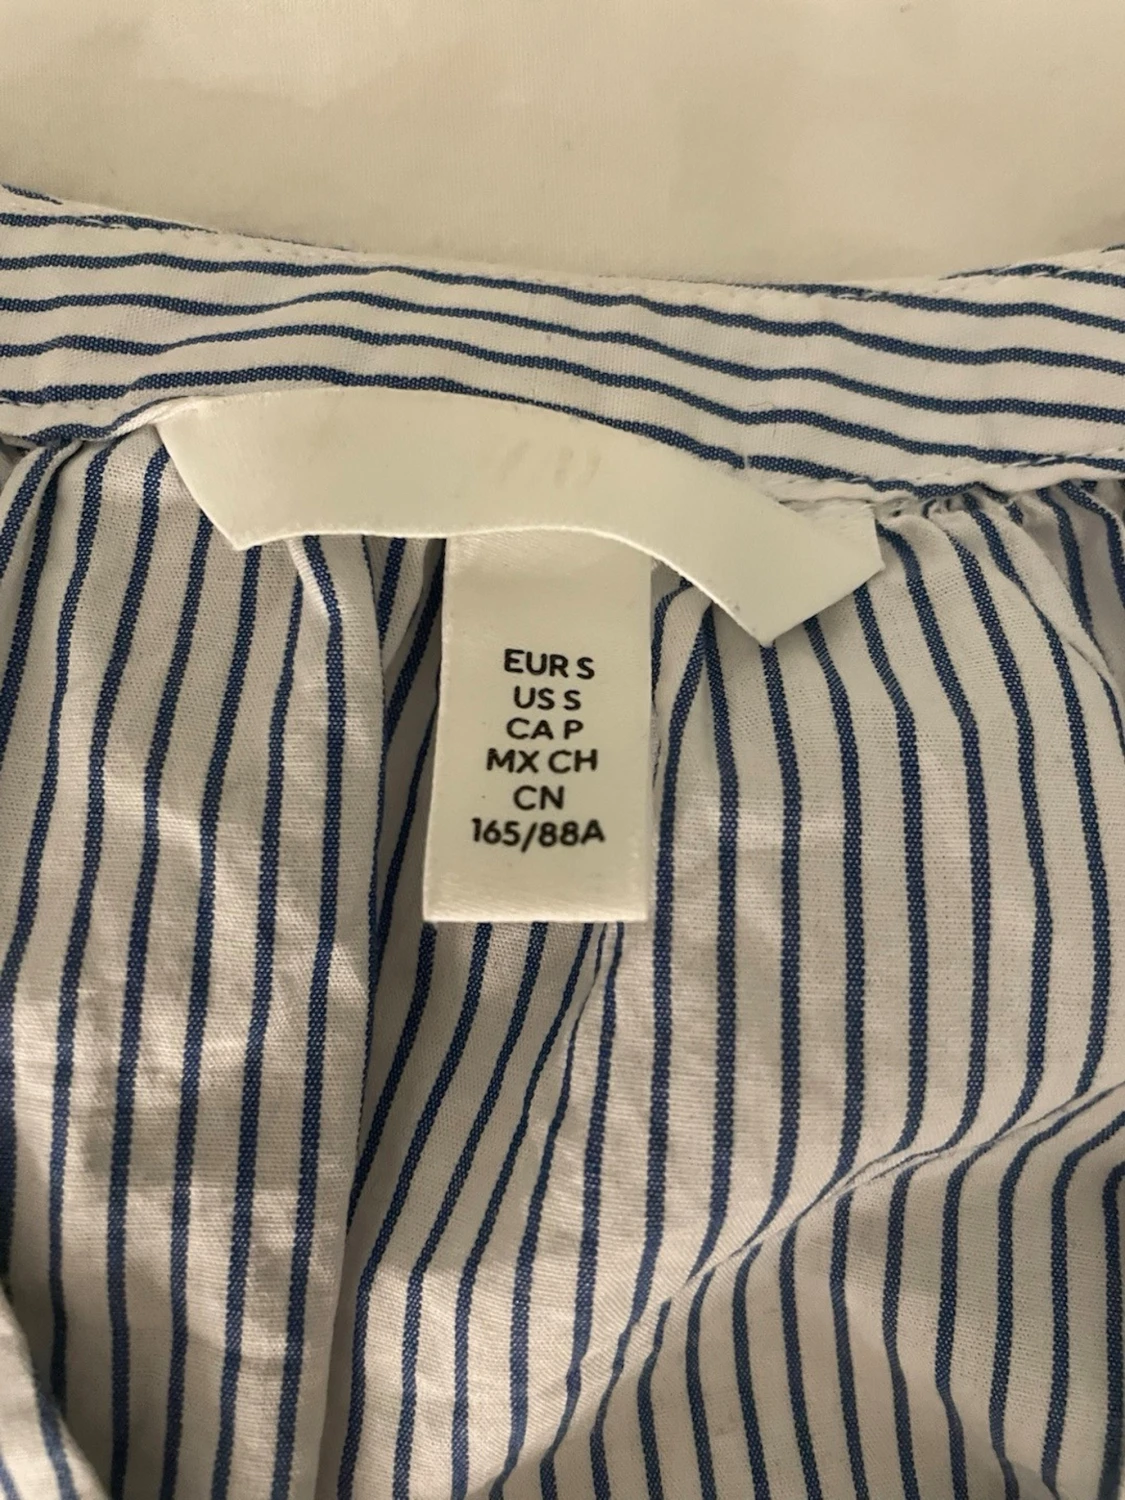 EUR S
US S
CA P
MX CH
CN
165/88A